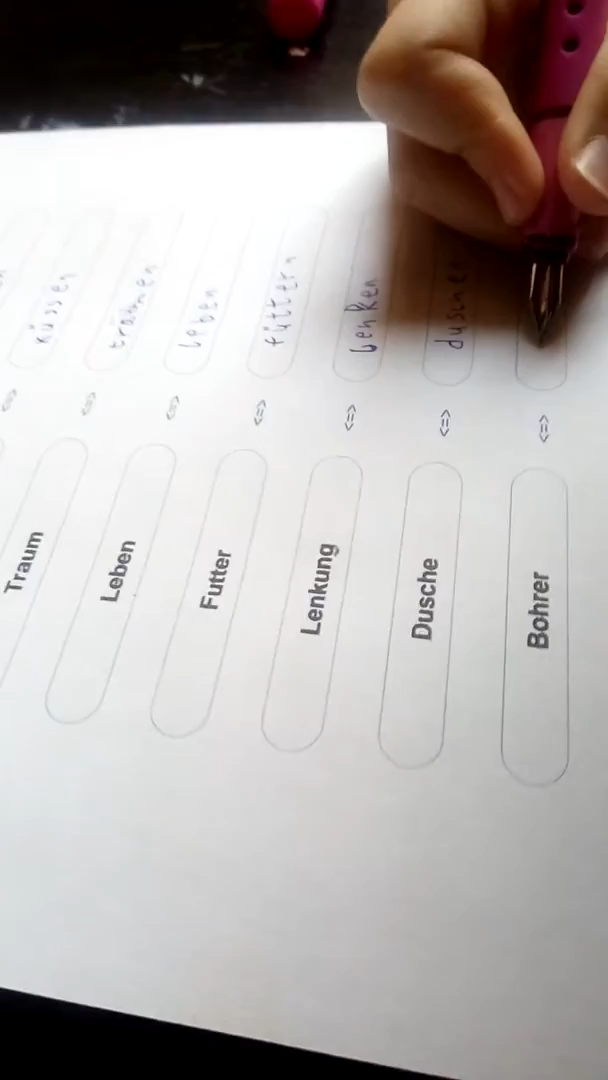 <=> küssen
Traum <=> träumen
Leben <=> leben
Futter <=> füttern
Lenkung <=> lenken
Dusche <=> duschen
Bohrer <=>